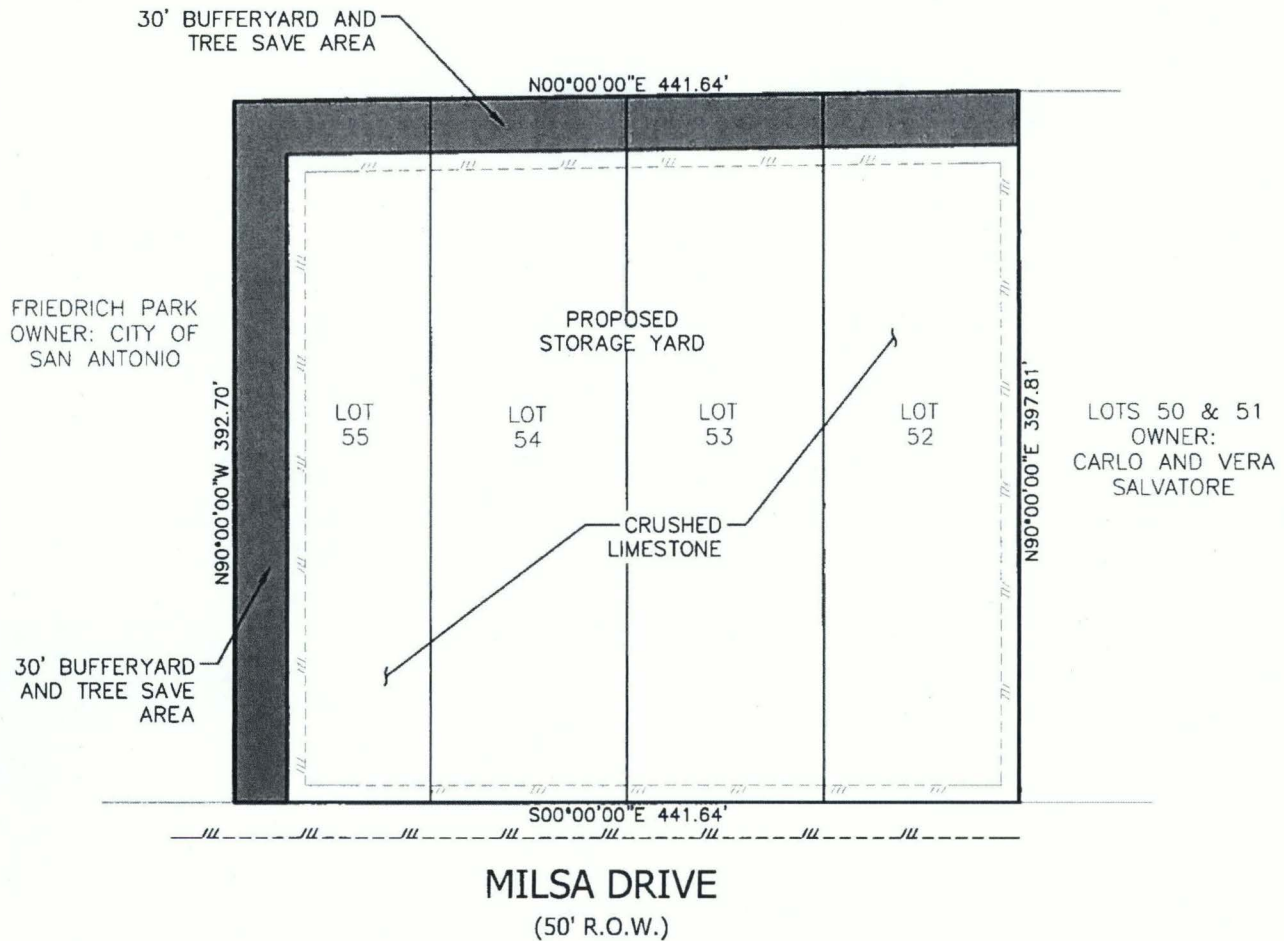 30' BUFFERYARD AND
TREE SAVE AREA
N00°00'00"E 441.64'
FRIEDRICH PARK
OWNER: CITY OF
SAN ANTONIO
N90°00'00"W 392.70'
PROPOSED
STORAGE YARD
LOT
55
LOT
54
LOT
53
LOT
52
N90°00'00"E 397.81'
LOTS 50 & 51
OWNER:
CARLO AND VERA
SALVATORE
CRUSHED
LIMESTONE
30' BUFFERYARD
AND TREE SAVE
AREA
S00°00'00"E 441.64'
MILSA DRIVE
(50' R.O.W.)